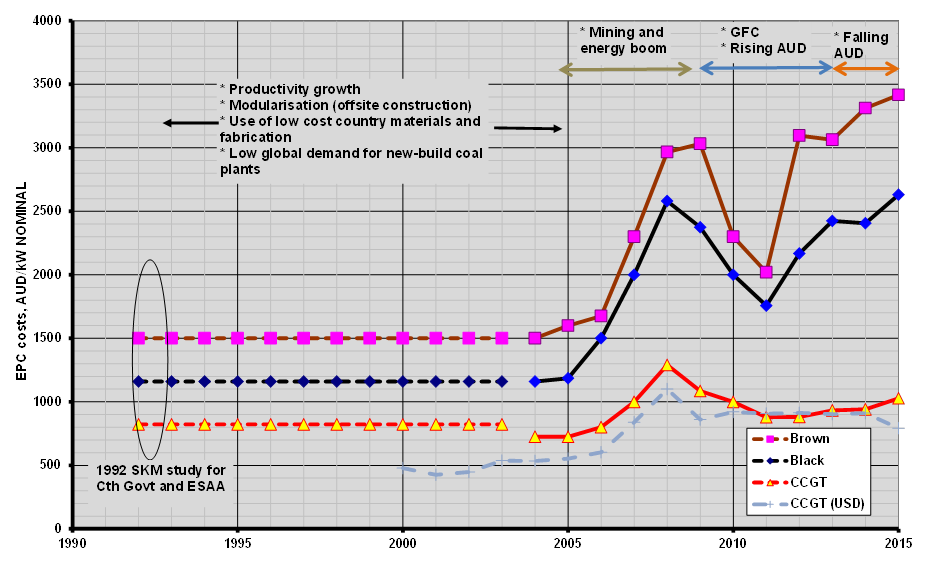 4000
3500
3000
2500
2000
1500
1000
500
0
EPC costs, AUD/kW NOMINAL
1990
1995
2000
2005
2010
2015
* Productivity growth
* Modularisation (offsite construction)
* Use of low cost country materials and
fabrication
* Low global demand for new-build coal
plants
* Mining and
energy boom
* GFC
* Rising AUD
* Falling
AUD
1992 SKM study for
Cth Govt and ESAA
Brown
Black
CCGT
CCGT (USD)